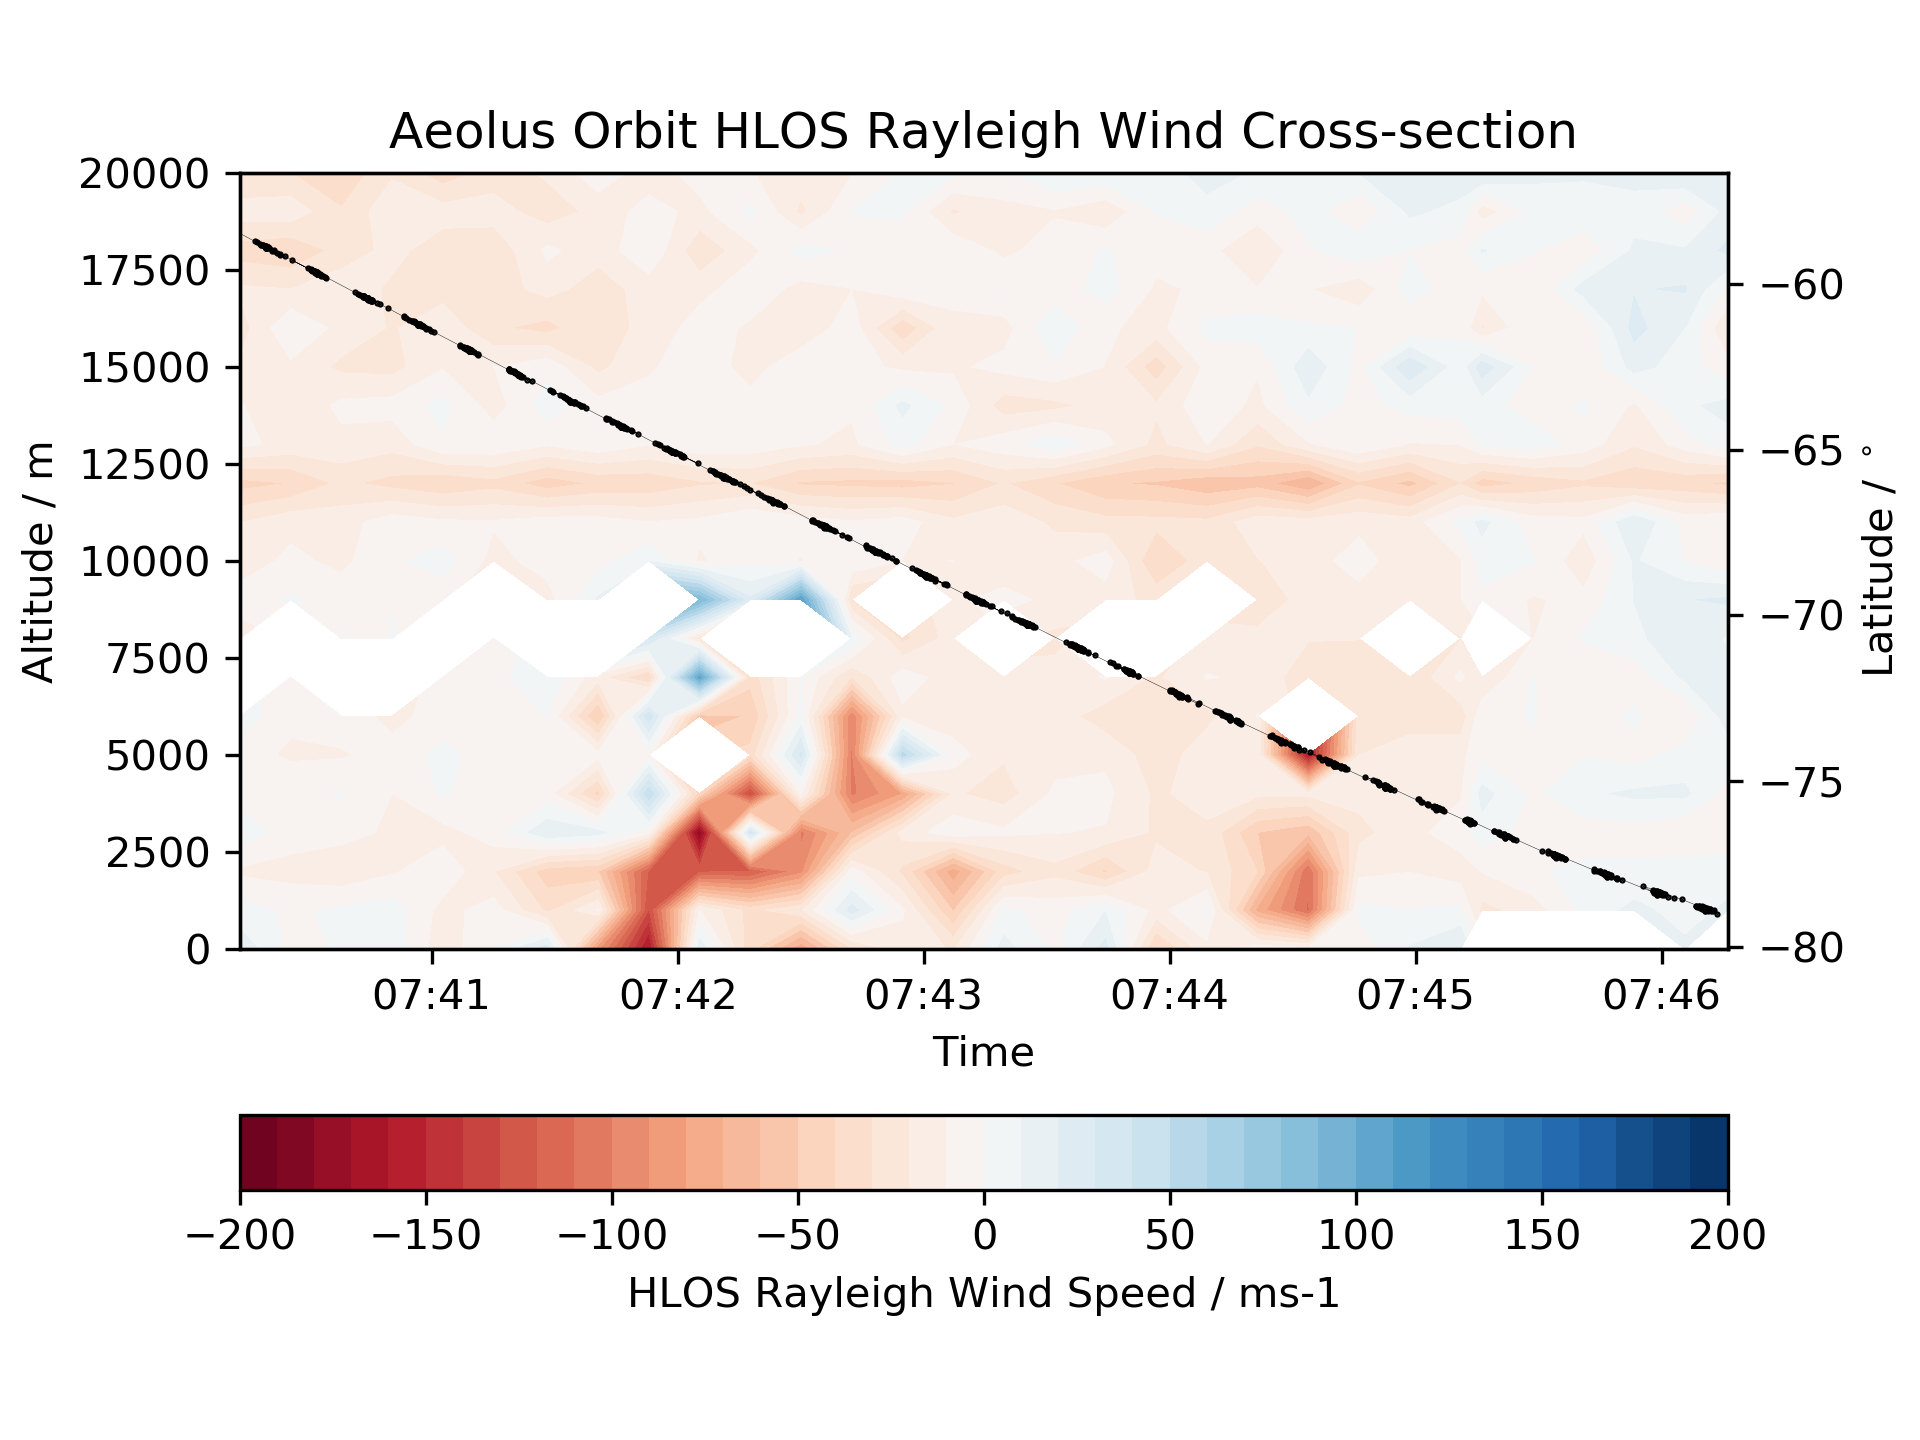 Aeolus Orbit HLOS Rayleigh Wind Cross-section
20000
17500
15000
12500
10000
7500
5000
2500
0
Altitude / m
−60
−65
−70
−75
−80
Latitude / °
07:41 07:42 07:43 07:44 07:45 07:46
Time
−200 −150 −100 −50 0 50 100 150 200
HLOS Rayleigh Wind Speed / ms-1